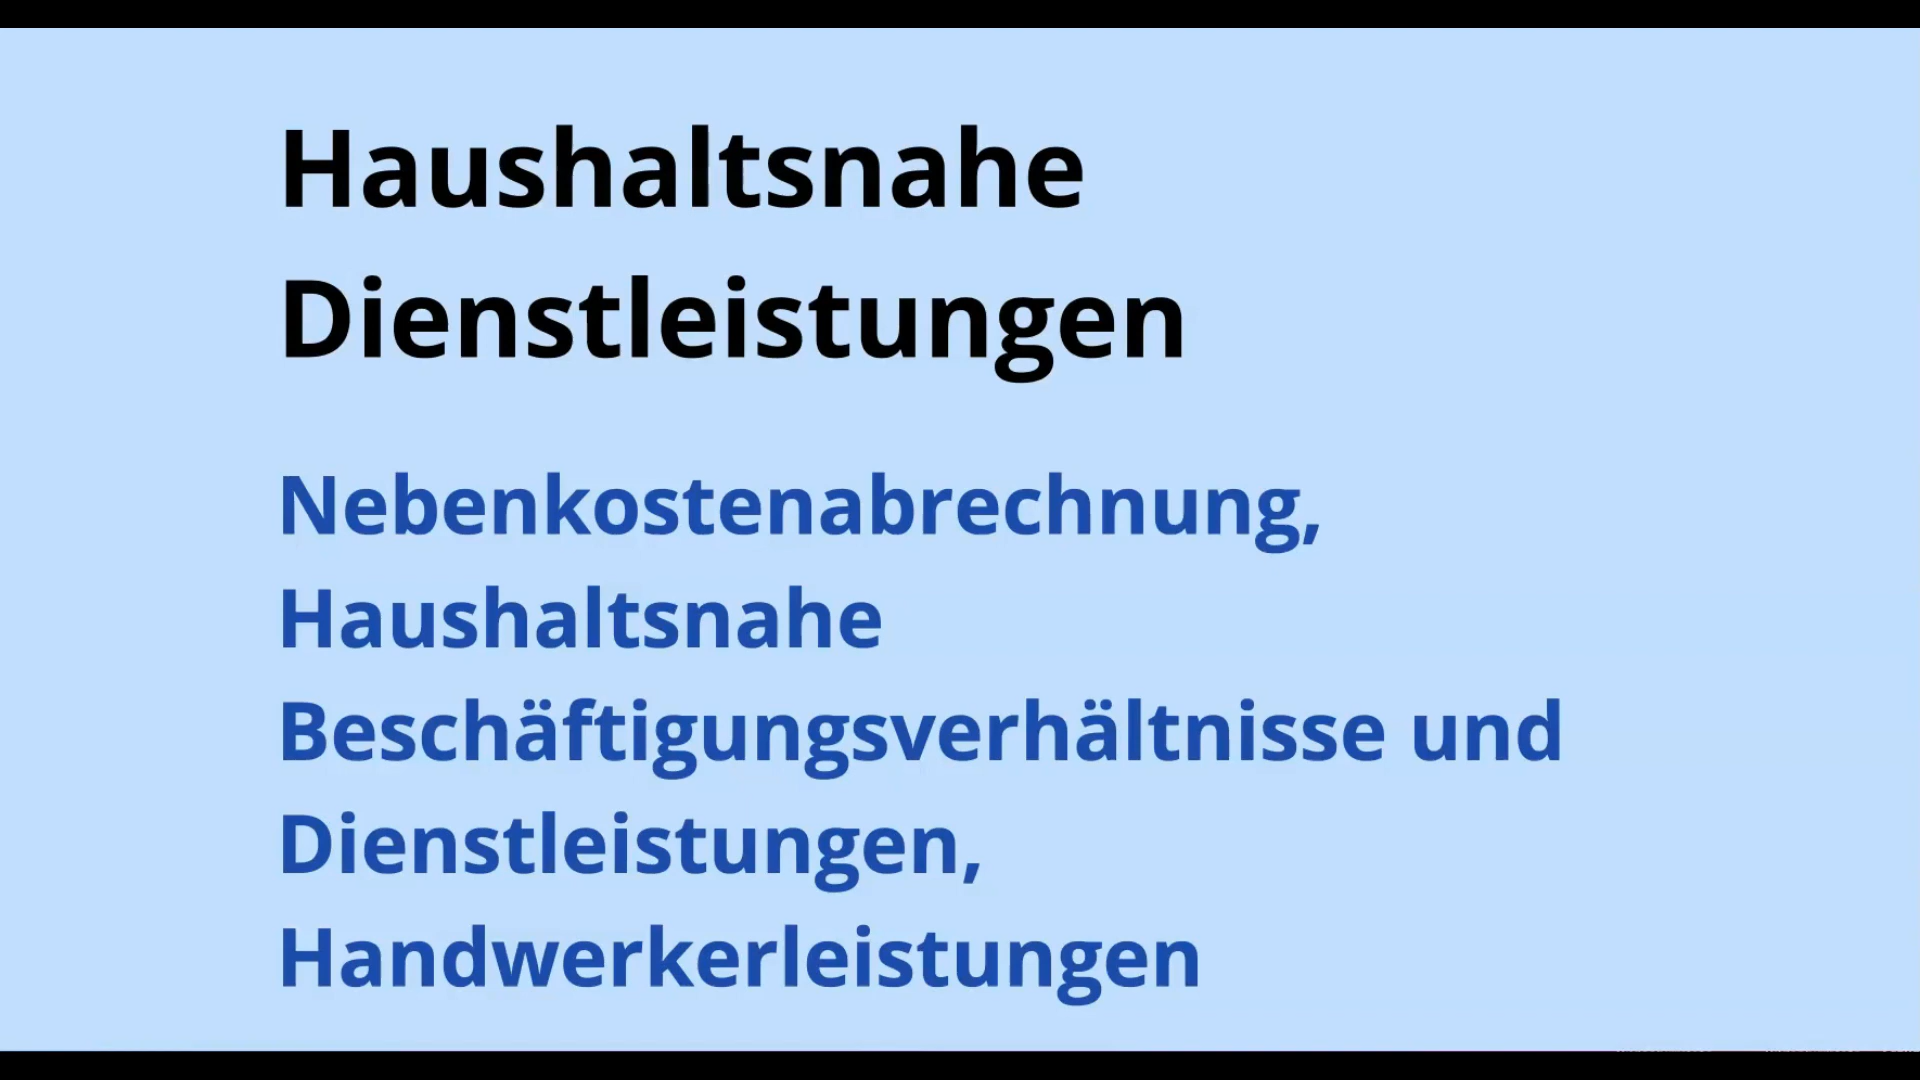 Haushaltsnahe
Dienstleistungen
Nebenkostenabrechnung,
Haushaltsnahe
Beschäftigungsverhältnisse und
Dienstleistungen,
Handwerkerleistungen